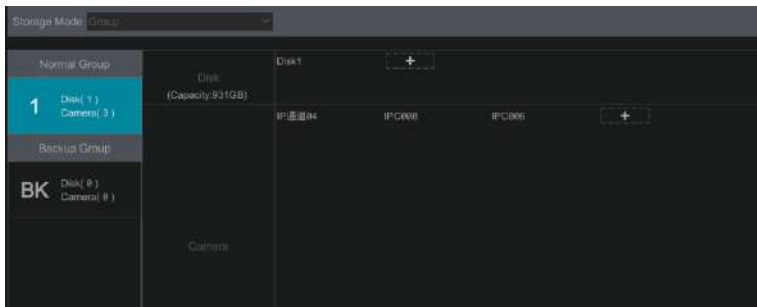 Storage Mode Group
Normal Group
1 Disk( 1 )
Camera( 3 )
Backup Group
BK Disk( 0 )
Camera( 0 )
Disk
(Capacity:931GB)
Disk1 +
IP通道04 IPC008 IPC006 +
Camera